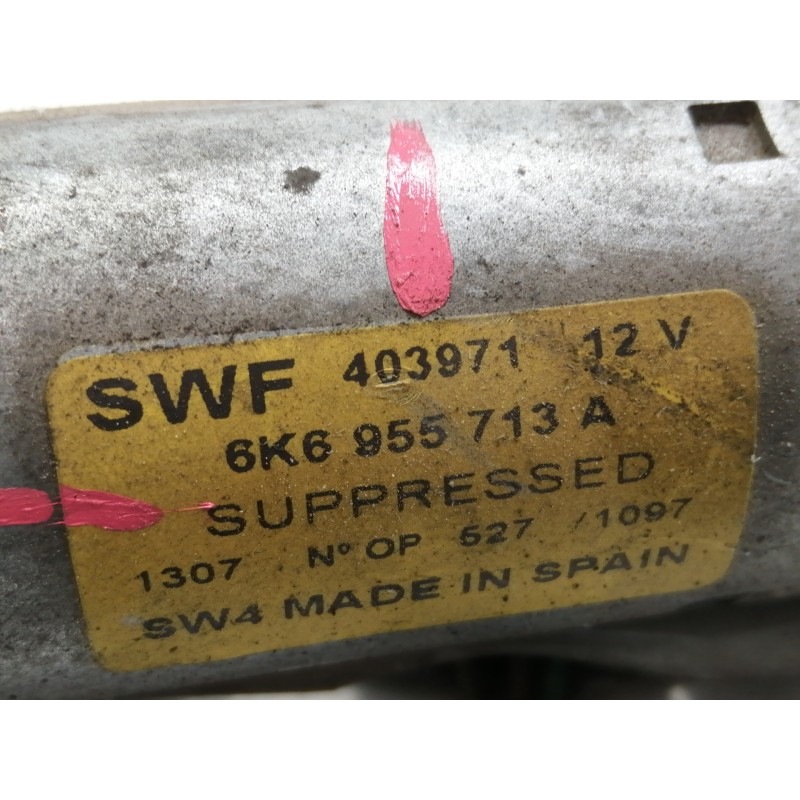 SWF 403971 12 V
6K6 955 713 A
SUPPRESSED
1307 Nº OP 527 /1097
SW4 MADE IN SPAIN